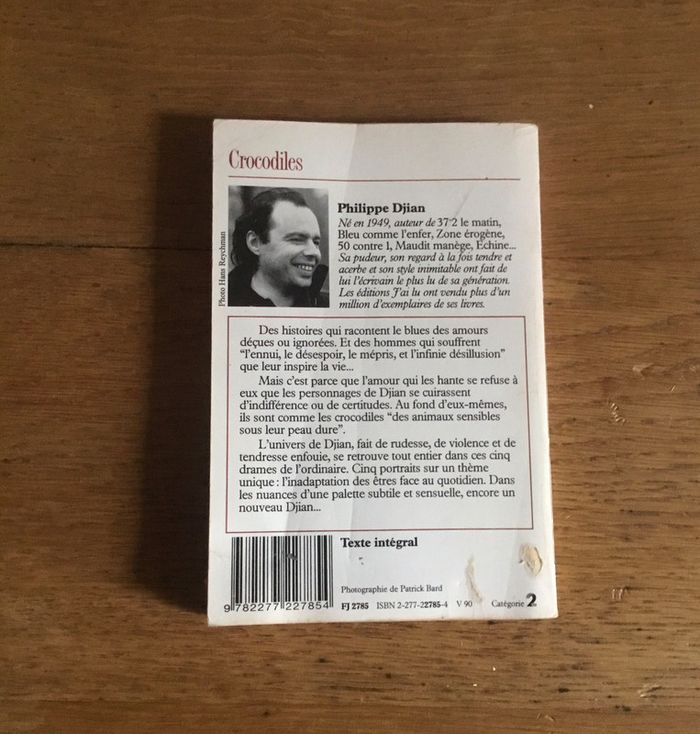 Crocodiles
Photo Hans Reychman
Philippe Djian
Né en 1949, auteur de 37°2 le matin,
Bleu comme l'enfer, Zone érogène,
50 contre 1, Maudit manège, Echine...
Sa pudeur, son regard à la fois tendre et
acerbe et son style inimitable ont fait de
lui l'écrivain le plus lu de sa génération.
Les éditions J'ai lu ont vendu plus d'un
million d'exemplaires de ses livres.
Des histoires qui racontent le blues des amours
déçues ou ignorées. Et des hommes qui souffrent
"l'ennui, le désespoir, le mépris, et l'infinie désillusion"
que leur inspire la vie...
Mais c'est parce que l'amour qui les hante se refuse à
eux que les personnages de Djian se cuirassent
d'indifférence ou de certitudes. Au fond d'eux-mêmes,
ils sont comme les crocodiles "des animaux sensibles
sous leur peau dure".
L'univers de Djian, fait de rudesse, de violence et de
tendresse enfouie, se retrouve tout entier dans ces cinq
drames de l'ordinaire. Cinq portraits sur un thème
unique : l'inadaptation des êtres face au quotidien. Dans
les nuances d'une palette subtile et sensuelle, encore un
nouveau Djian...
Texte intégral
Photographie de Patrick Bard
9 782277 227854
FJ 2785 ISBN 2-277-22785-4 V 90 Catégorie 2